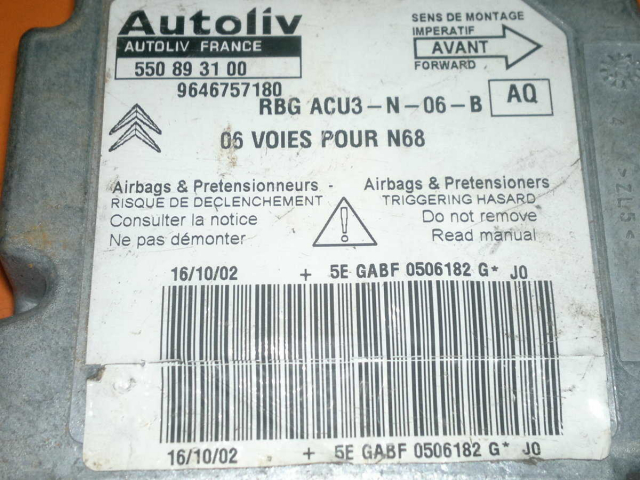 Autoliv
AUTOLIV FRANCE
550 89 31 00
9646757180
SENS DE MONTAGE
IMPERATIF
AVANT
FORWARD
RBG ACU3-N-06-B
AQ
06 VOIES POUR N68
Airbags & Pretensionneurs -
RISQUE DE DECLENCHEMENT
Consulter la notice
Ne pas démonter
Airbags & Pretensioners
TRIGGERING HASARD
Do not remove
Read manual
16/10/02 + 5E GABF 0506182 G* J0
16/10/02 + 5E GABF 0506182 G* J0